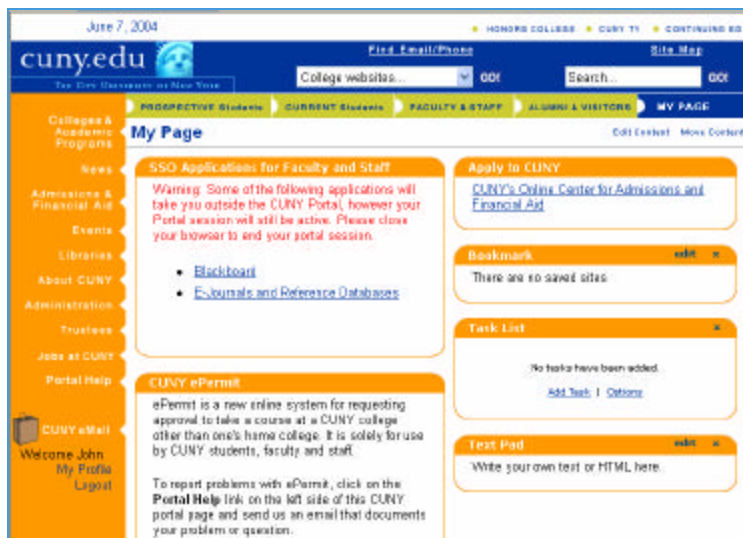 June 7, 2004
HONORS COLLEGE CUNY TV CONTINUING ED
cuny.edu
The City University of New York
Find Email/Phone
Site Map
College websites... GO!
Search... GO!
PROSPECTIVE Students CURRENT Students FACULTY & STAFF ALUMNI & VISITORS MY PAGE
Colleges &
Academic
Programs
News
Admissions &
Financial Aid
Events
Libraries
About CUNY
Administration
Trustees
Jobs at CUNY
Portal Help
CUNY eMail
Welcome John
My Profile
Logout
My Page
Edit Content Move Content
SSO Applications for Faculty and Staff
Warning: Some of the following applications will
take you outside the CUNY Portal, however your
Portal session will still be active. Please close
your browser to end your portal session.
Blackboard
E-Journals and Reference Databases
CUNY ePermit
ePermit is a new online system for requesting
approval to take a course at a CUNY college
other than one's home college. It is solely for use
by CUNY students, faculty and staff.
To report problems with ePermit, click on the
Portal Help link on the left side of this CUNY
portal page and send us an email that documents
your problem or question.
Apply to CUNY
CUNY's Online Center for Admissions and
Financial Aid
Bookmark edit x
There are no saved sites
Task List x
No tasks have been added.
Add Task | Options
Text Pad edit x
Write your own text or HTML here.